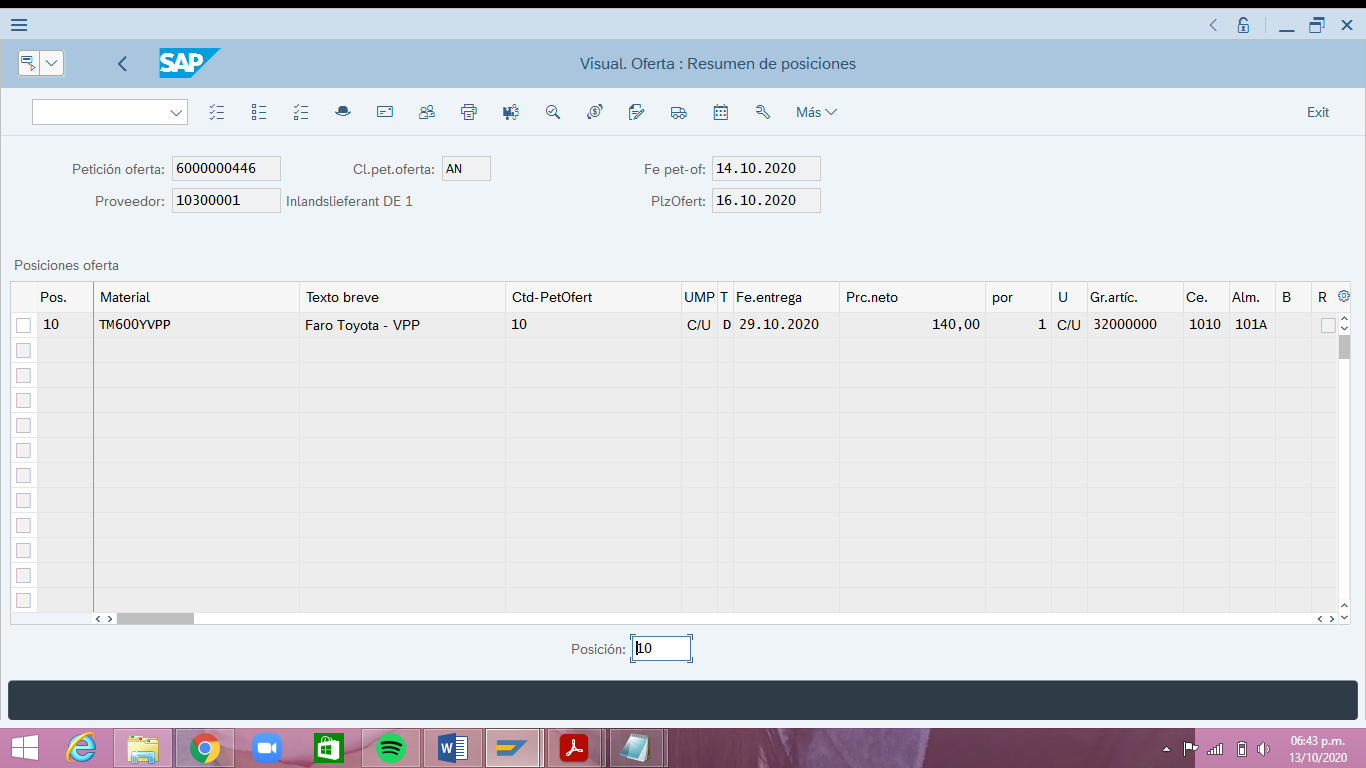 SAP
Visual. Oferta : Resumen de posiciones
Más
Exit
Petición oferta: 6000000446 Cl.pet.oferta: AN Fe pet-of: 14.10.2020
Proveedor: 10300001 Inlandslieferant DE 1 PlzOfert: 16.10.2020
Posiciones oferta
Pos. Material Texto breve Ctd-PetOfert UMP T Fe.entrega Prc.neto por U Gr.artíc. Ce. Alm. B R
10 TM600YVPP Faro Toyota - VPP 10 C/U D 29.10.2020 140,00 1 C/U 32000000 1010 101A
Posición: 10
06:43 p.m.
13/10/2020